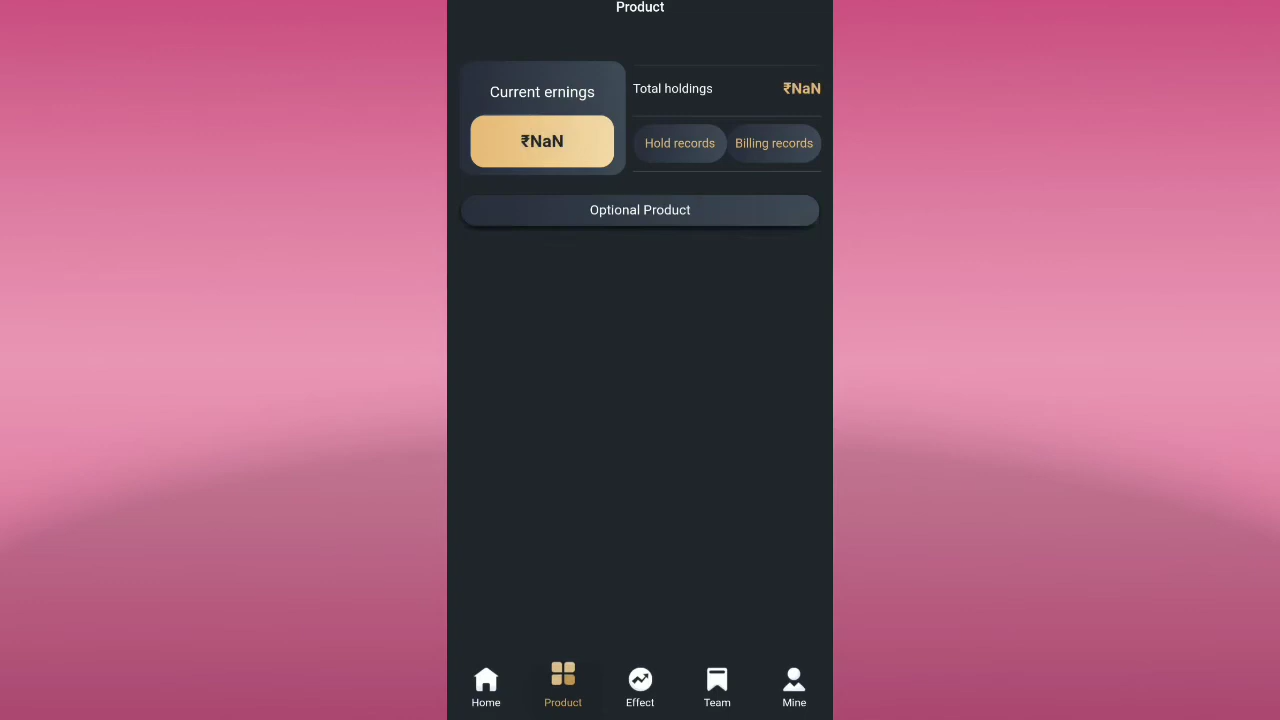 Product
Current ernings
₹NaN
Total holdings
₹NaN
Hold records
Billing records
Optional Product
Home
Product
Effect
Team
Mine